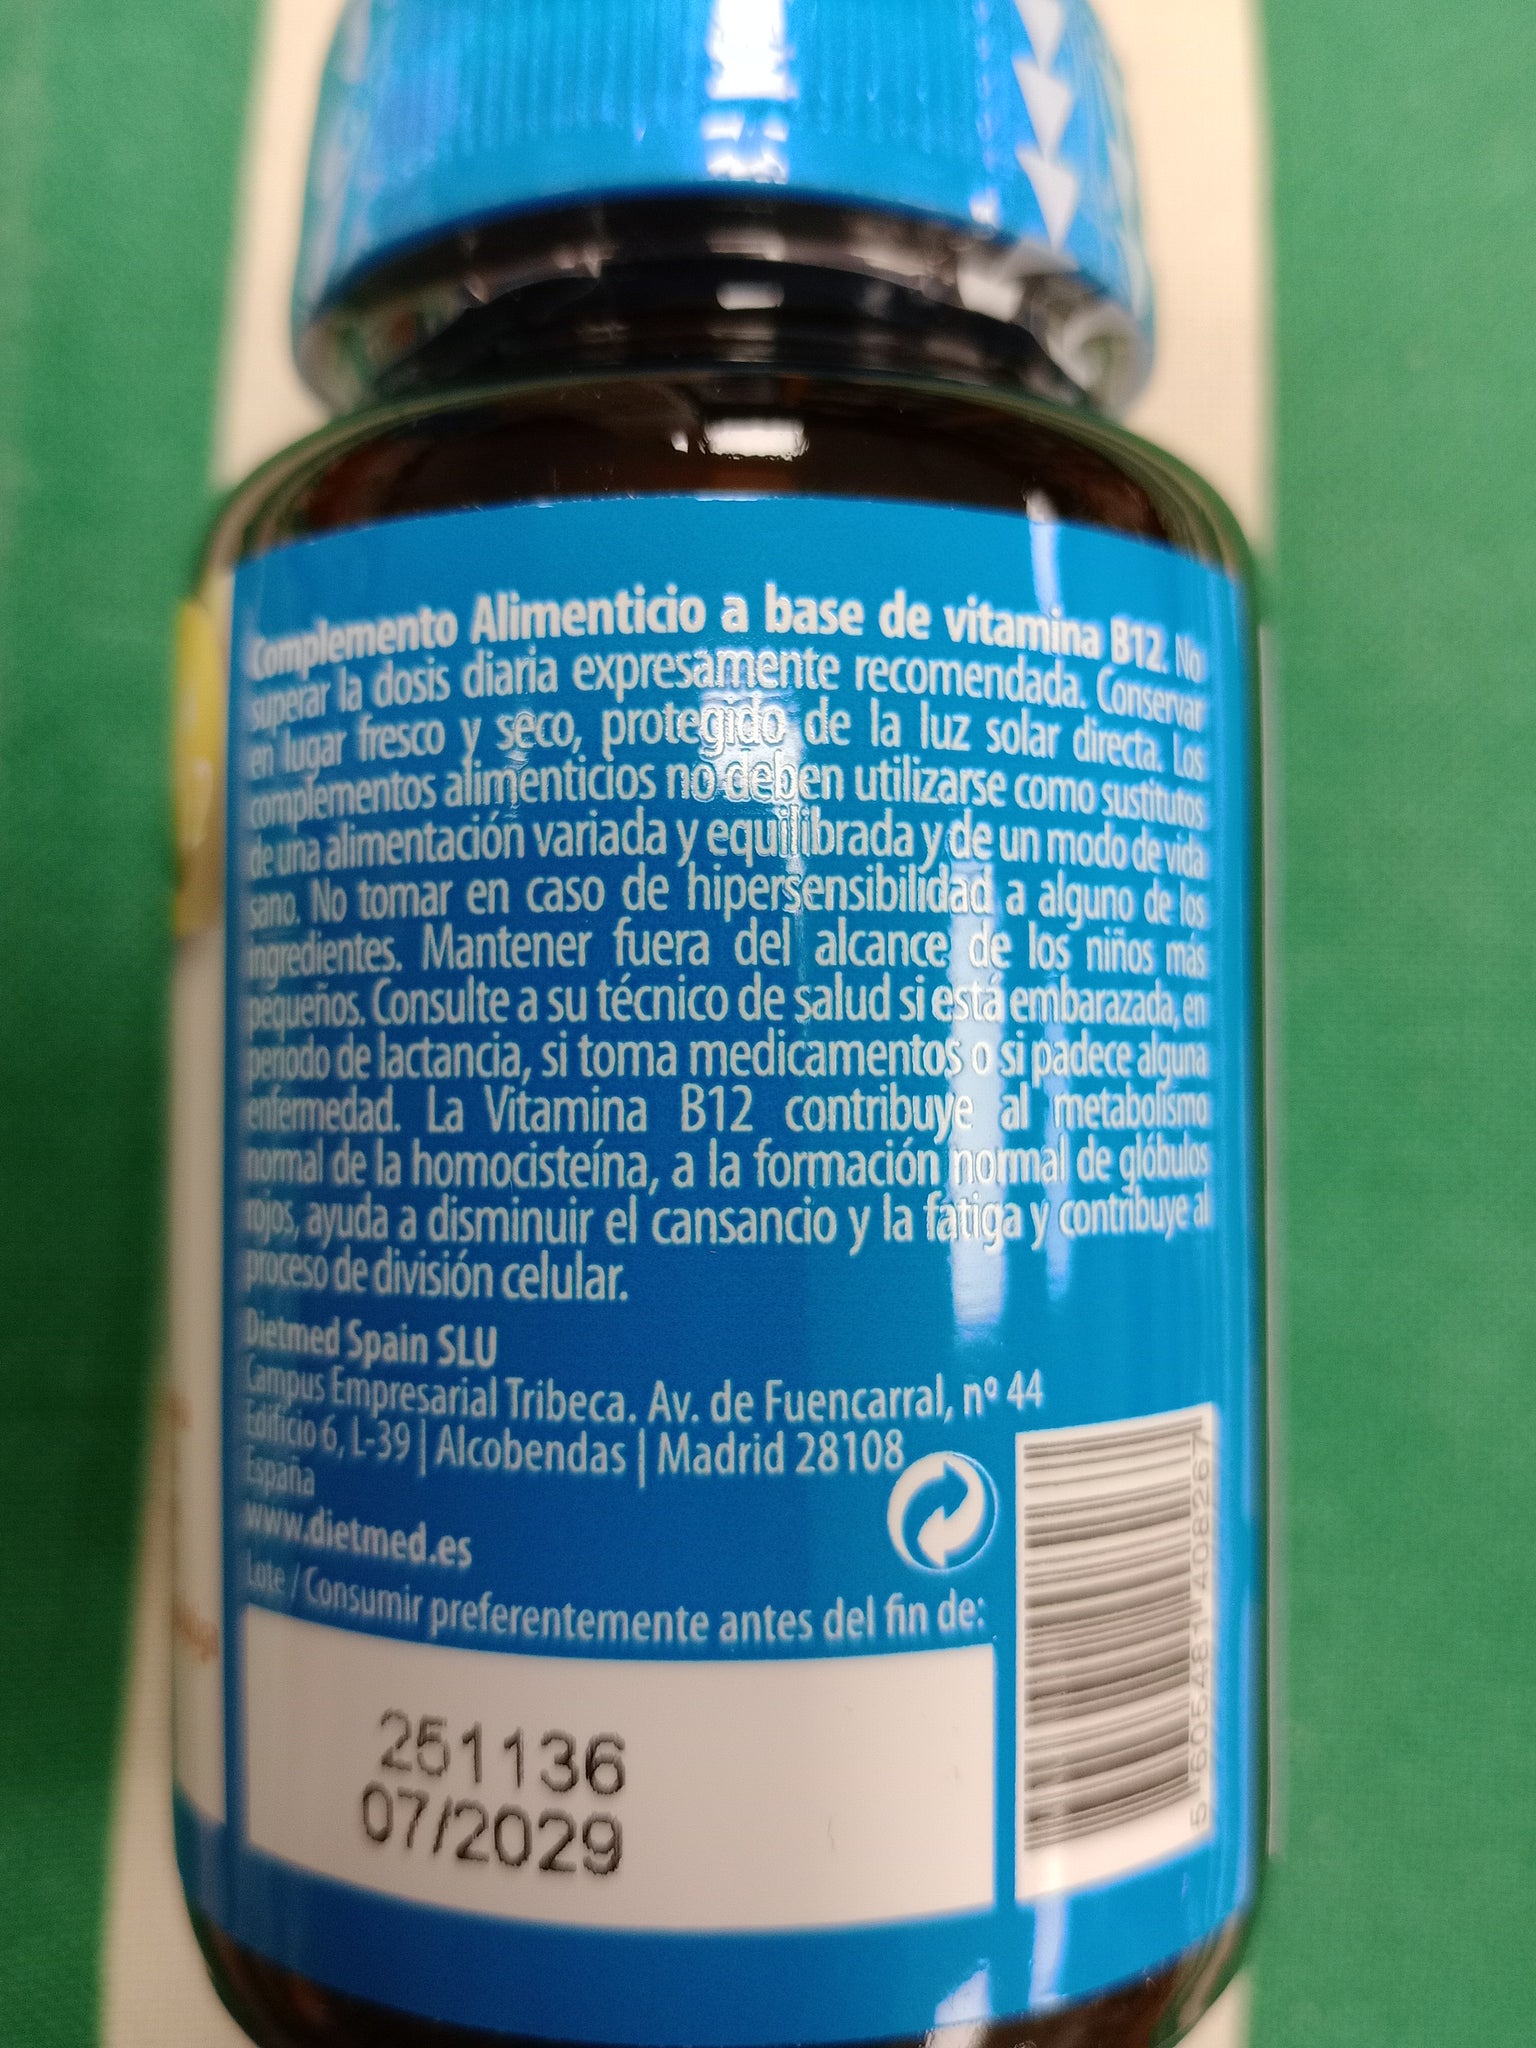 Complemento Alimenticio a base de vitamina B12. No
superar la dosis diaria expresamente recomendada. Conservar
en lugar fresco y seco, protegido de la luz solar directa. Los
complementos alimenticios no deben utilizarse como sustitutos
de una alimentación variada y equilibrada y de un modo de vida
sano. No tomar en caso de hipersensibilidad a alguno de los
ingredientes. Mantener fuera del alcance de los niños más
pequeños. Consulte a su técnico de salud si está embarazada, en
periodo de lactancia, si toma medicamentos o si padece alguna
enfermedad. La Vitamina B12 contribuye al metabolismo
normal de la homocisteína, a la formación normal de glóbulos
rojos, ayuda a disminuir el cansancio y la fatiga y contribuye al
proceso de división celular.
Dietmed Spain SLU
Campus Empresarial Tribeca. Av. de Fuencarral, nº 44
Edificio 6, L-39 | Alcobendas | Madrid 28108
España
www.dietmed.es
Lote / Consumir preferentemente antes del fin de:
251136
07/2029
5 605481 408267